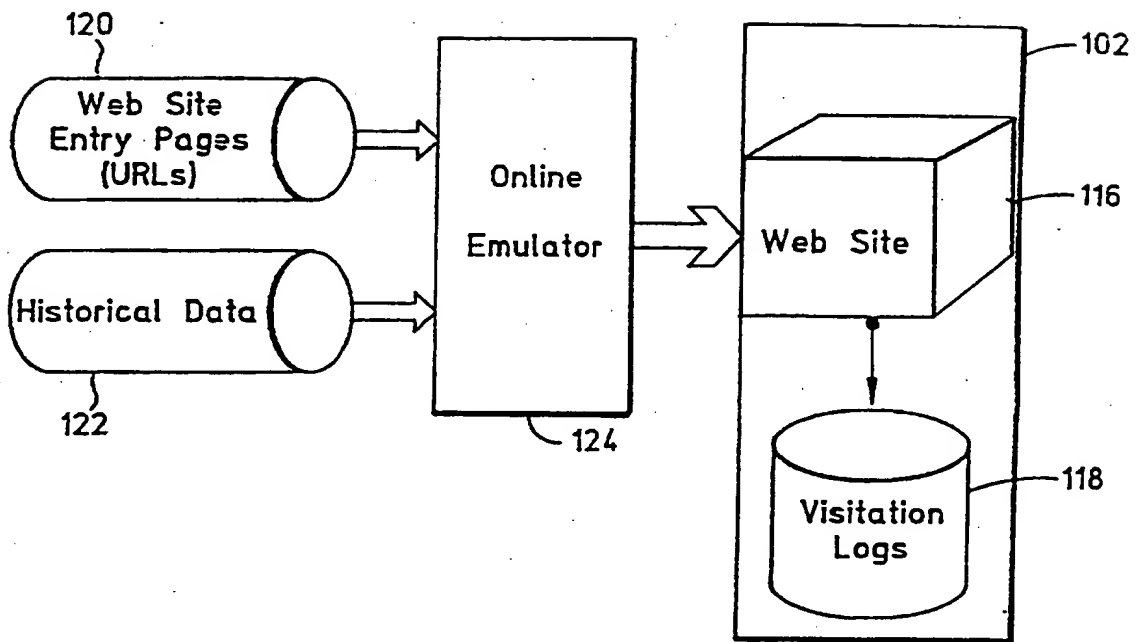 120
Web Site
Entry Pages
(URLs)
Historical Data
122
Online
Emulator
124
102
Web Site
116
Visitation
Logs
118